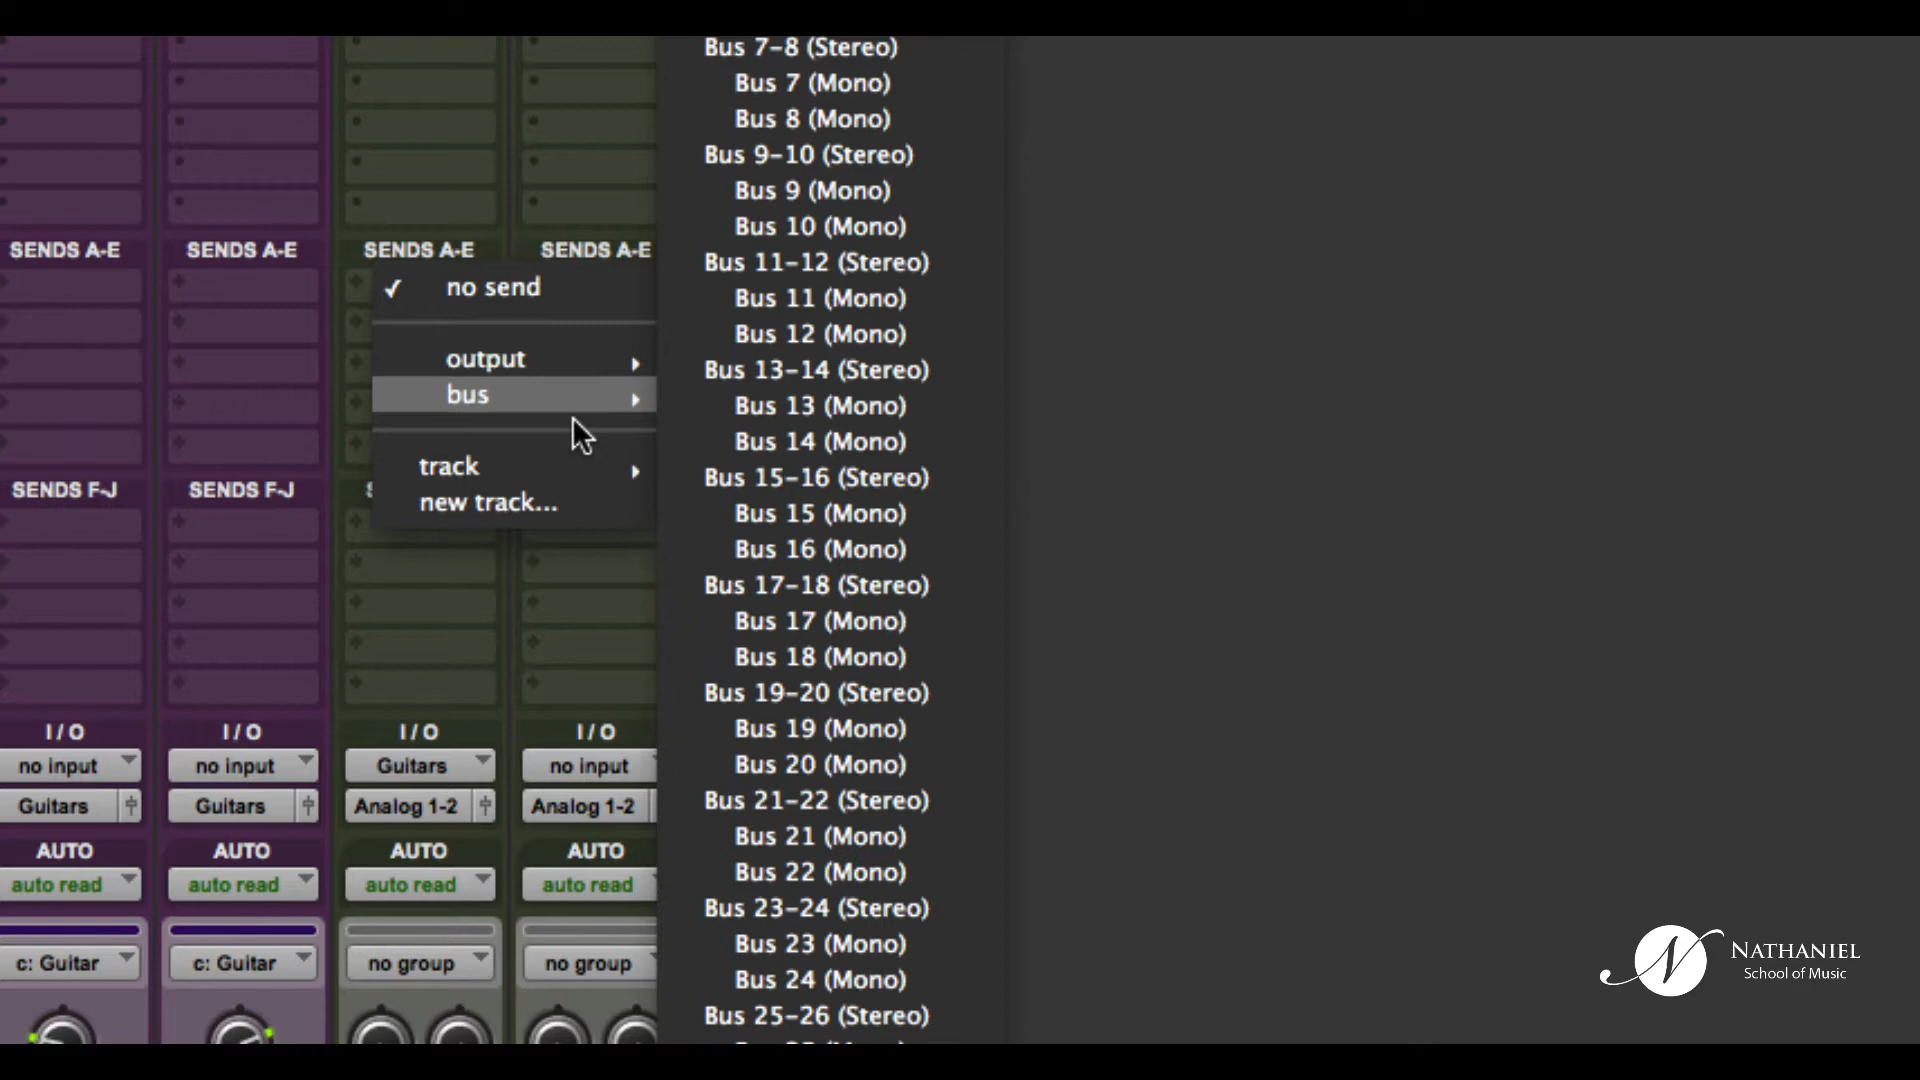 SENDS A-E
SENDS A-E
SENDS A-E
SENDS A-E
✓ no send
output
bus
track
new track...
SENDS F-J
SENDS F-J
I / O
I / O
I / O
I / O
no input
no input
Guitars
no input
Guitars
Guitars
Analog 1-2
Analog 1-2
AUTO
AUTO
AUTO
AUTO
auto read
auto read
auto read
auto read
c: Guitar
c: Guitar
no group
no group
Bus 7-8 (Stereo)
Bus 7 (Mono)
Bus 8 (Mono)
Bus 9-10 (Stereo)
Bus 9 (Mono)
Bus 10 (Mono)
Bus 11-12 (Stereo)
Bus 11 (Mono)
Bus 12 (Mono)
Bus 13-14 (Stereo)
Bus 13 (Mono)
Bus 14 (Mono)
Bus 15-16 (Stereo)
Bus 15 (Mono)
Bus 16 (Mono)
Bus 17-18 (Stereo)
Bus 17 (Mono)
Bus 18 (Mono)
Bus 19-20 (Stereo)
Bus 19 (Mono)
Bus 20 (Mono)
Bus 21-22 (Stereo)
Bus 21 (Mono)
Bus 22 (Mono)
Bus 23-24 (Stereo)
Bus 23 (Mono)
Bus 24 (Mono)
Bus 25-26 (Stereo)
N
NATHANIEL
School of Music